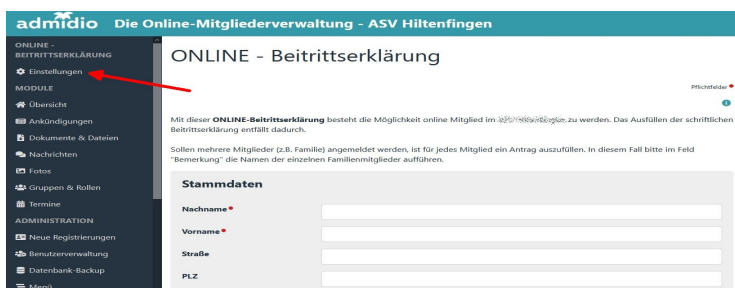 admidio Die Online-Mitgliederverwaltung - ASV Hiltenfingen
ONLINE -
BEITRITTSERKLÄRUNG
Einstellungen
MODULE
Übersicht
Ankündigungen
Dokumente & Dateien
Nachrichten
Fotos
Gruppen & Rollen
Termine
ADMINISTRATION
Neue Registrierungen
Benutzerverwaltung
Datenbank-Backup
Menü
ONLINE - Beitrittserklärung
Pflichtfelder
Mit dieser ONLINE-Beitrittserklärung besteht die Möglichkeit online Mitglied im zu werden. Das Ausfüllen der schriftlichen
Beitrittserklärung entfällt dadurch.
Sollen mehrere Mitglieder (z.B. Familie) angemeldet werden, ist für jedes Mitglied ein Antrag auszufüllen. In diesem Fall bitte im Feld
"Bemerkung" die Namen der einzelnen Familienmitglieder aufführen.
Stammdaten
Nachname
Vorname
Straße
PLZ